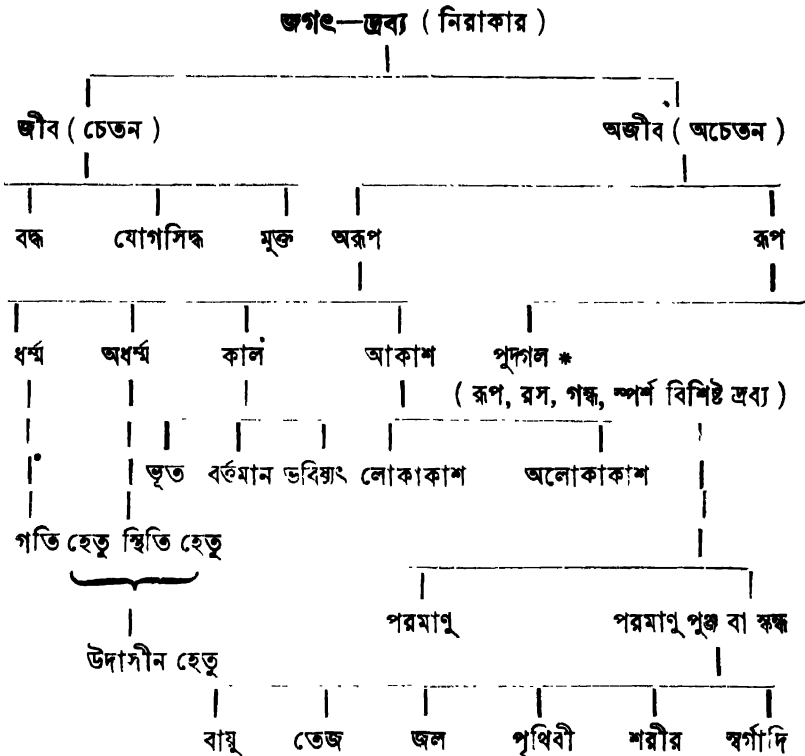 জগৎ—দ্রব্য ( নিরাকার )
জীব ( চেতন ) অজীব ( অচেতন )
বদ্ধ যোগসিদ্ধ মুক্ত অরূপ রূপ
ধর্ম্ম অধর্ম্ম কাল আকাশ পুদ্গল *
( রূপ, রস, গন্ধ, স্পর্শ বিশিষ্ট দ্রব্য )
ভূত বর্ত্তমান ভবিষ্যৎ লোকাকাশ অলোকাকাশ
গতি হেতু স্থিতি হেতু
পরমাণু পরমাণু পুঞ্জ বা স্কন্ধ
উদাসীন হেতু
বায়ু তেজ জল পৃথিবী শরীর স্বর্গাদি